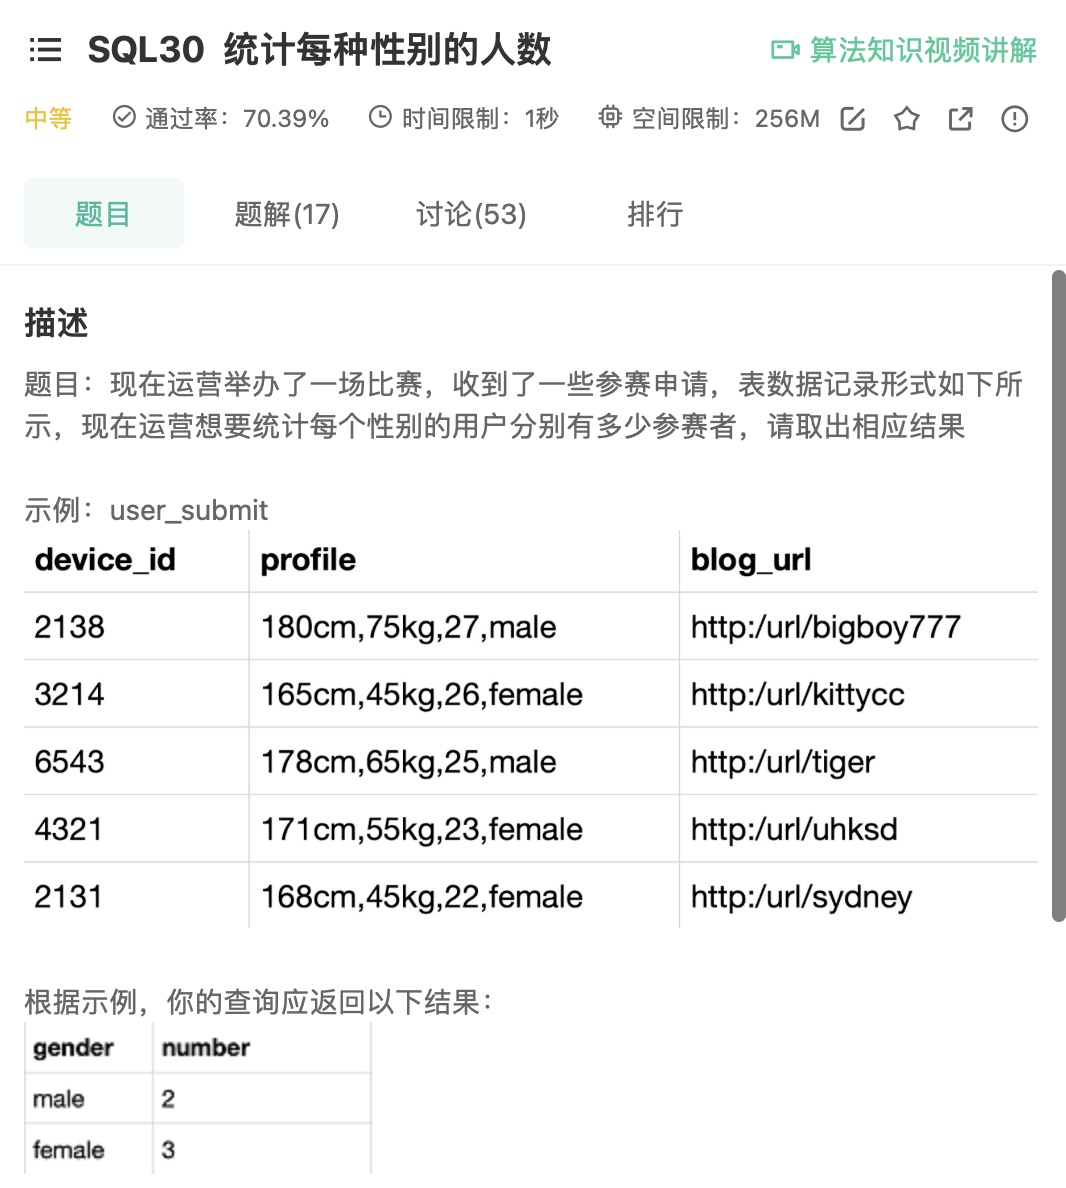 SQL30 统计每种性别的人数 算法知识视频讲解
中等 通过率：70.39% 时间限制：1秒 空间限制：256M
题目 题解(17) 讨论(53) 排行
描述
题目：现在运营举办了一场比赛，收到了一些参赛申请，表数据记录形式如下所
示，现在运营想要统计每个性别的用户分别有多少参赛者，请取出相应结果
示例：user_submit
device_id profile blog_url
2138 180cm,75kg,27,male http:/url/bigboy777
3214 165cm,45kg,26,female http:/url/kittycc
6543 178cm,65kg,25,male http:/url/tiger
4321 171cm,55kg,23,female http:/url/uhksd
2131 168cm,45kg,22,female http:/url/sydney
根据示例，你的查询应返回以下结果：
gender number
male 2
female 3